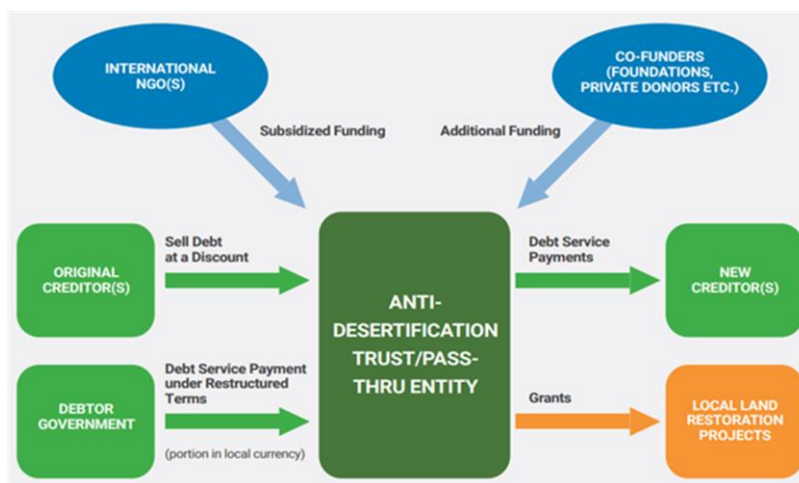 INTERNATIONAL
NGO(S)
CO-FUNDERS
(FOUNDATIONS,
PRIVATE DONORS ETC.)
Subsidized Funding
Additional Funding
ORIGINAL
CREDITOR(S)
Sell Debt
at a Discount
ANTI-
DESERTIFICATION
TRUST/PASS-
THRU ENTITY
Debt Service
Payments
NEW
CREDITOR(S)
DEBTOR
GOVERNMENT
Debt Service Payment
under Restructured
Terms
(portion in local currency)
Grants
LOCAL LAND
RESTORATION
PROJECTS